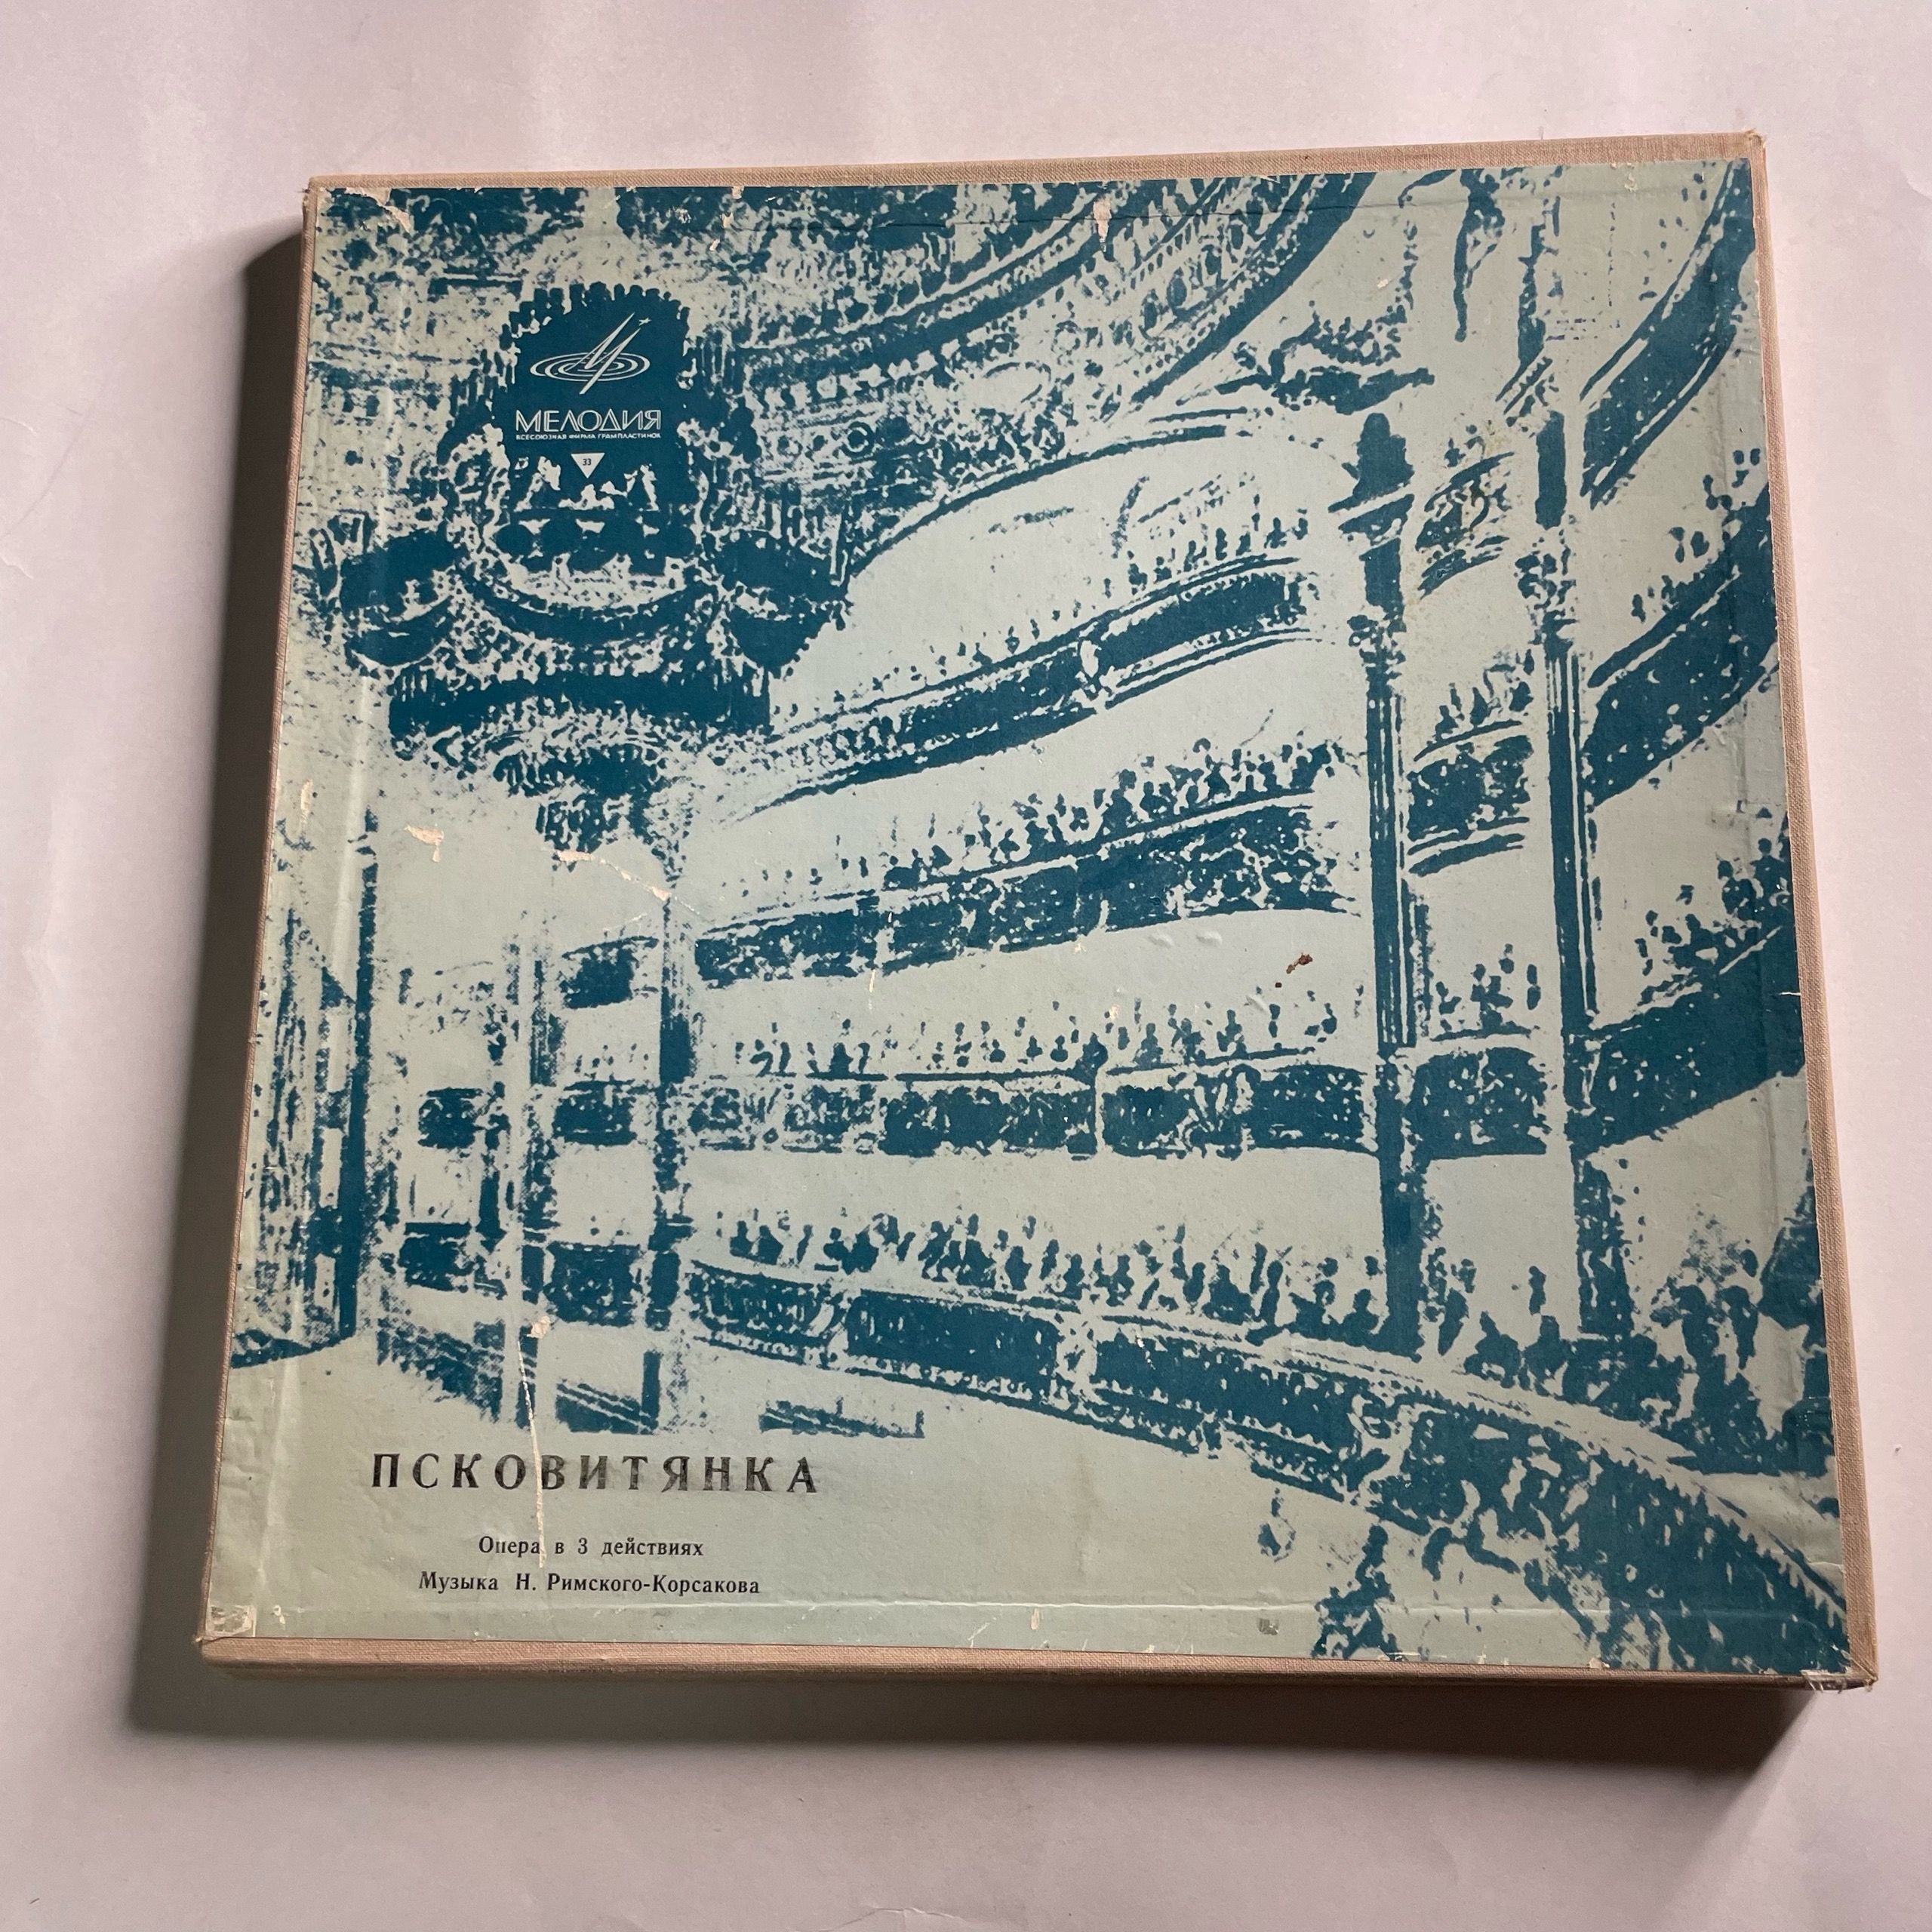 МЕЛОДИЯ
ВСЕСОЮЗНАЯ ФИРМА ГРАМПЛАСТИНОК
33
ПСКОВИТЯНКА
Опера в 3 действиях
Музыка Н. Римского-Корсакова